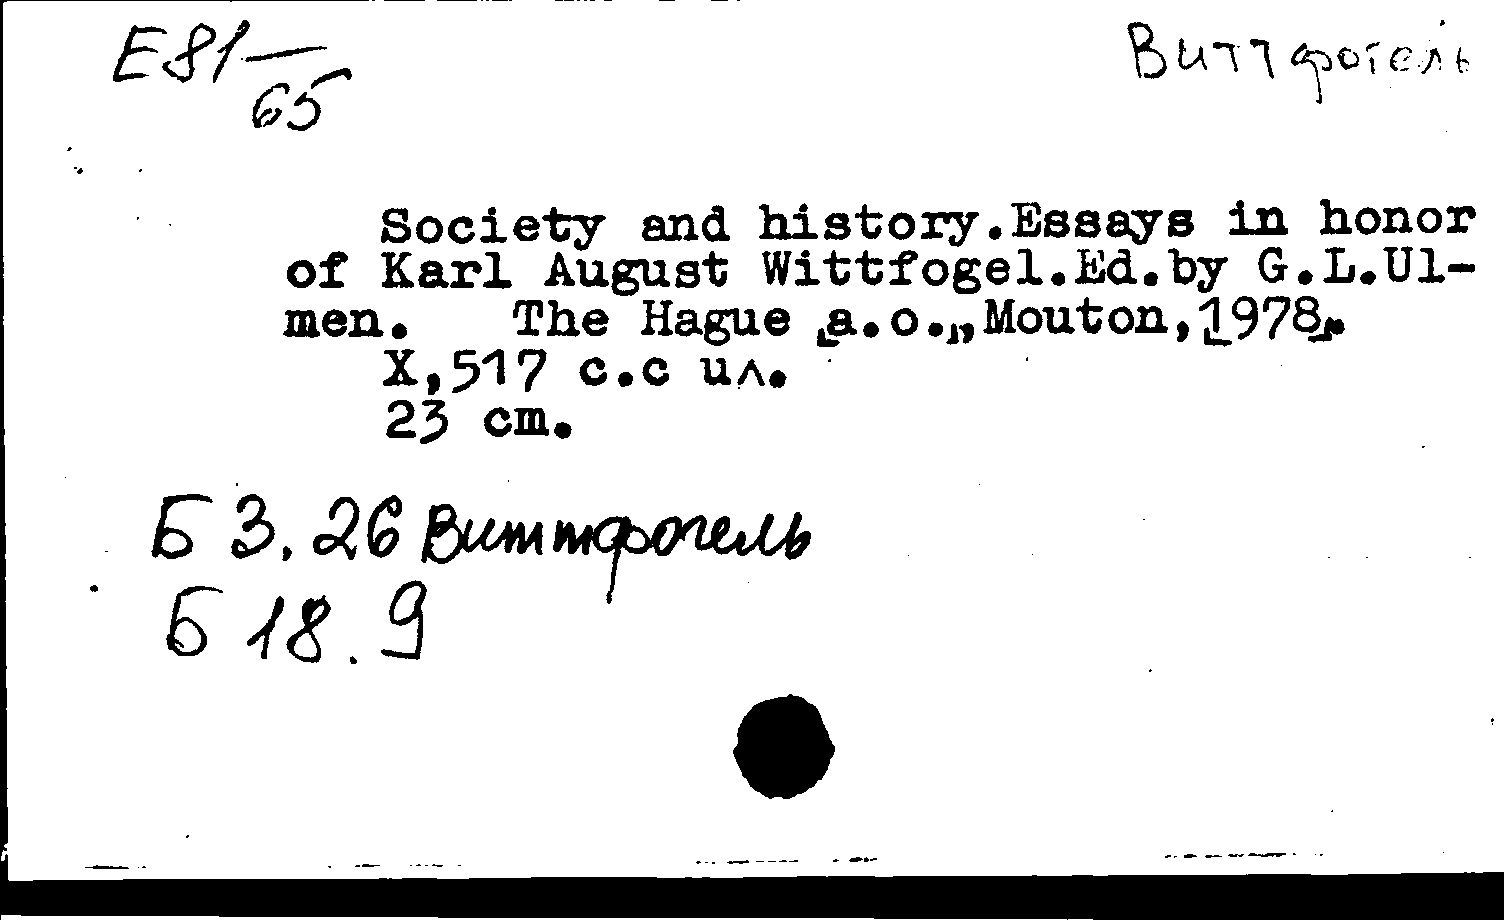 Е81—
65
Виттфогель
Society and history.Essays in honor
of Karl August Wittfogel.Ed.by G.L.Ul-
men. The Hague [a.o.], Mouton,[1978].
X,517 с.с ил.
23 cm.
Б 3.26 Виттфогель
Б 18.9